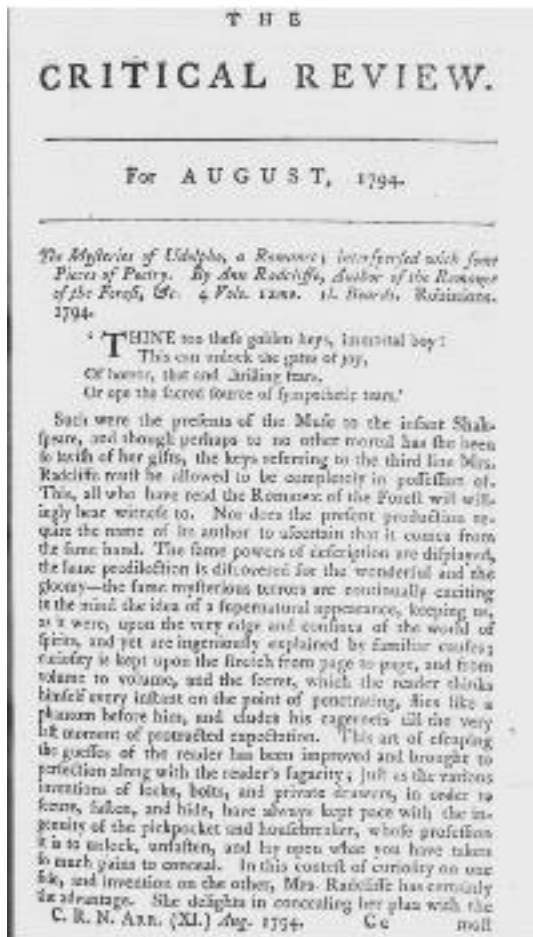 THE
CRITICAL REVIEW.
For AUGUST, 1794.
The Mysteries of Udolpho, a Romance; interspersed with some
Pieces of Poetry. By Ann Radcliffe, Author of the Romance
of the Forest, &c. 4 Vols. 12mo. 1l. Boards. Robinsons.
1794.
‘ THINE too these golden keys, immortal boy!
This can unlock the gates of joy,
Of horror, that and thrilling fears,
Or ope the sacred source of sympathetic tears.’
Such were the presents of the Muse to the infant Shak-
speare, and though perhaps to no other mortal has she been
so lavish of her gifts, the keys referring to the third line Mrs.
Radcliffe must be allowed to be completely in possession of.
This, all who have read the Romance of the Forest will will-
ingly bear witness to. Nor does the present production re-
quire the name of its author to ascertain that it comes from
the same hand. The same powers of description are displayed,
the same predilection is discovered for the wonderful and the
gloomy—the same mysterious terrors are continually exciting
in the mind the idea of a supernatural appearance, keeping us,
as it were, upon the very edge and confines of the world of
spirits, and yet are ingeniously explained by familiar causes;
curiosity is kept upon the stretch from page to page, and from
volume to volume, and the secret, which the reader thinks
himself every instant on the point of penetrating, flies like a
phantom before him, and eludes his eagerness till the very
last moment of protracted expectation. This art of escaping
the guesses of the reader has been improved and brought to
perfection along with the reader's sagacity; just as the various
inventions of locks, bolts, and private drawers, in order to
secure, fasten, and hide, have always kept pace with the in-
genuity of the pickpocket and housebreaker, whose profession
it is to unlock, unfasten, and lay open what you have taken
so much pains to conceal. In this contest of curiosity on one
side, and invention on the other, Mrs. Radcliffe has certainly
the advantage. She delights in concealing her plan with the
C. R. N. ARR. (XI.) Aug. 1794. Cc most